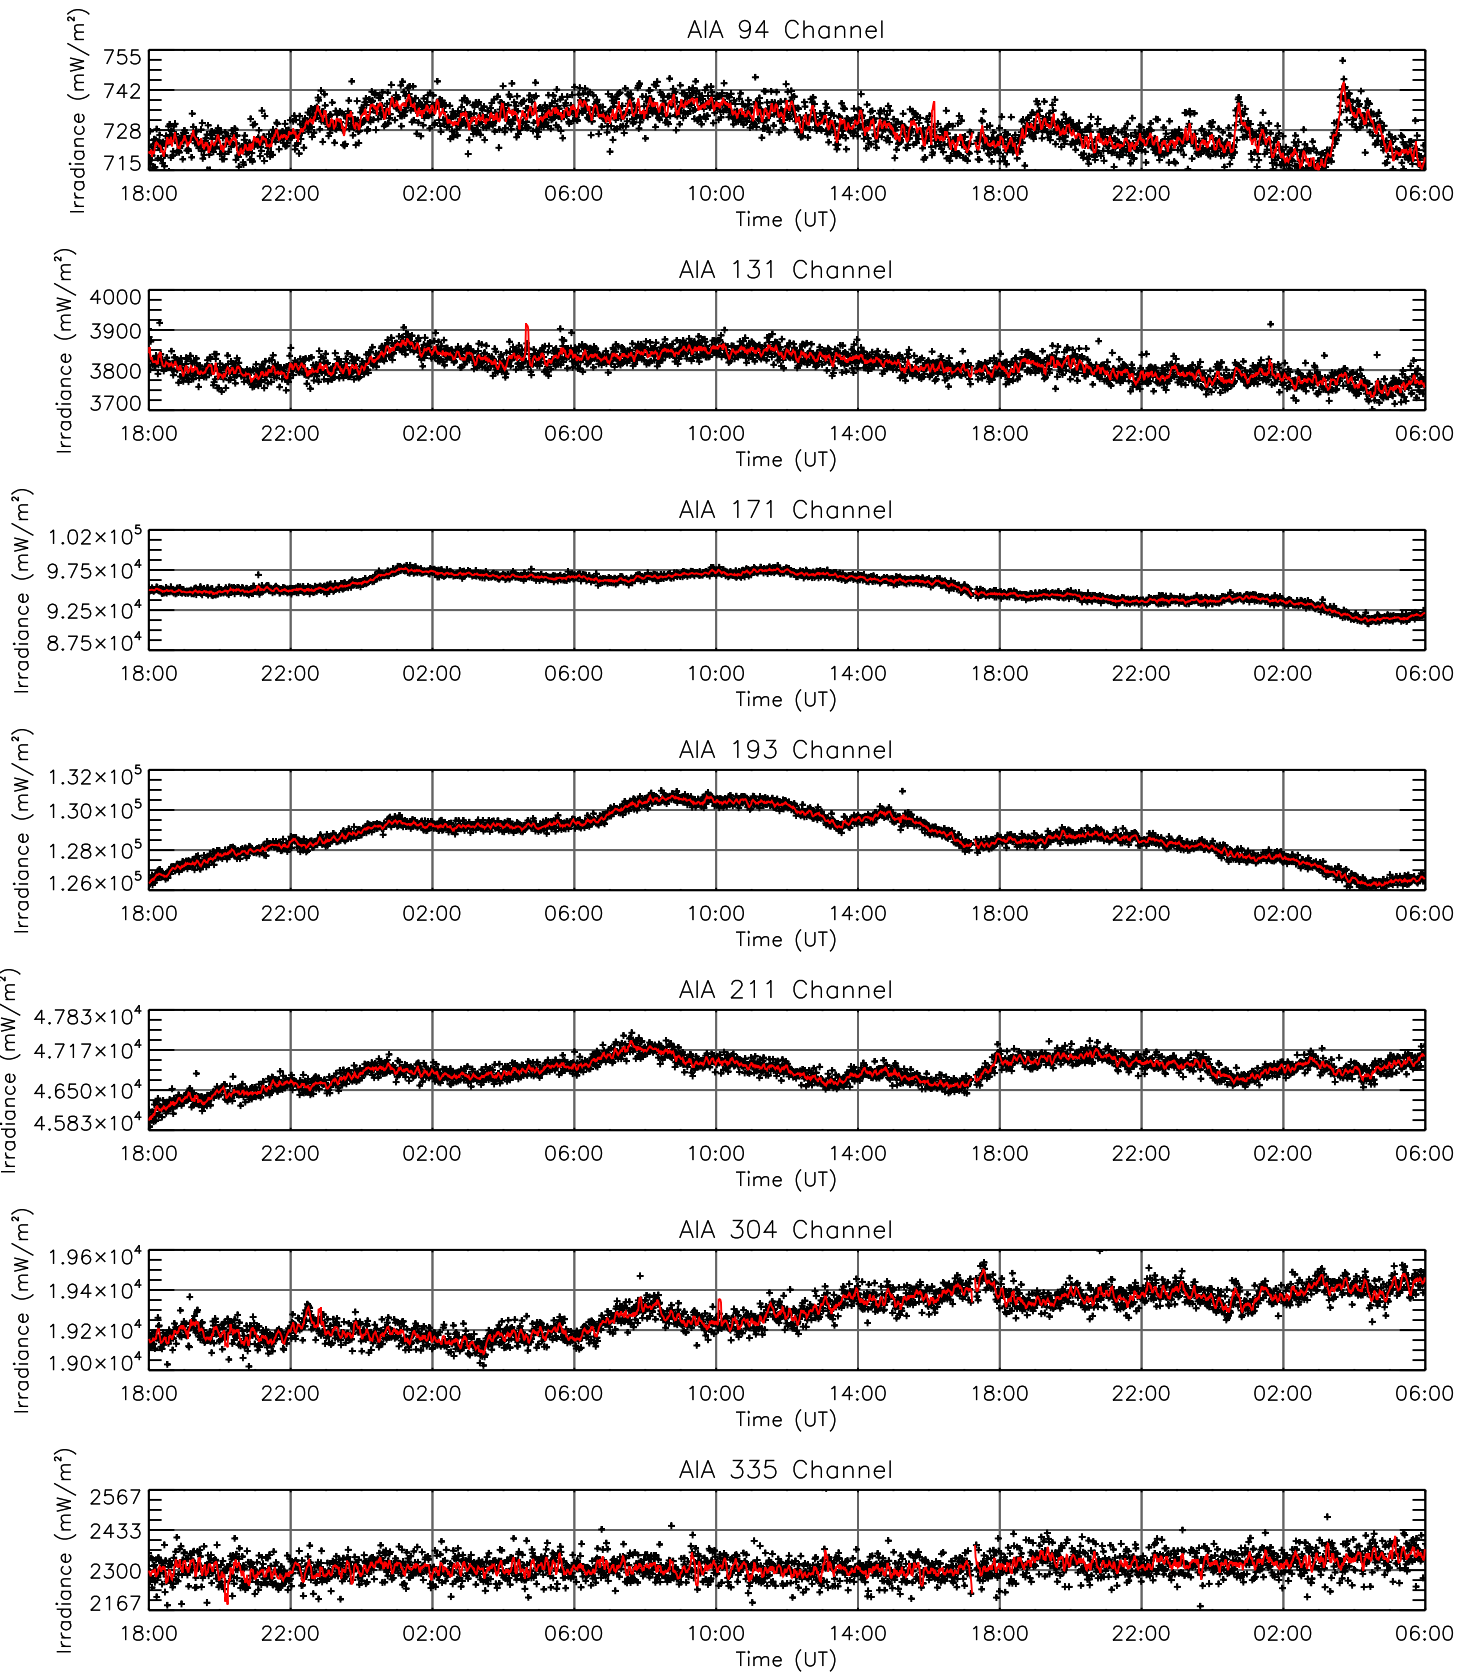 AIA 94 Channel
Irradiance (mW/m²)
755
742
728
715
18:00 22:00 02:00 06:00 10:00 14:00 18:00 22:00 02:00 06:00
Time (UT)
AIA 131 Channel
Irradiance (mW/m²)
4000
3900
3800
3700
18:00 22:00 02:00 06:00 10:00 14:00 18:00 22:00 02:00 06:00
Time (UT)
AIA 171 Channel
Irradiance (mW/m²)
1.02×10⁵
9.75×10⁴
9.25×10⁴
8.75×10⁴
18:00 22:00 02:00 06:00 10:00 14:00 18:00 22:00 02:00 06:00
Time (UT)
AIA 193 Channel
Irradiance (mW/m²)
1.32×10⁵
1.30×10⁵
1.28×10⁵
1.26×10⁵
18:00 22:00 02:00 06:00 10:00 14:00 18:00 22:00 02:00 06:00
Time (UT)
AIA 211 Channel
Irradiance (mW/m²)
4.783×10⁴
4.717×10⁴
4.650×10⁴
4.583×10⁴
18:00 22:00 02:00 06:00 10:00 14:00 18:00 22:00 02:00 06:00
Time (UT)
AIA 304 Channel
Irradiance (mW/m²)
1.96×10⁴
1.94×10⁴
1.92×10⁴
1.90×10⁴
18:00 22:00 02:00 06:00 10:00 14:00 18:00 22:00 02:00 06:00
Time (UT)
AIA 335 Channel
Irradiance (mW/m²)
2567
2433
2300
2167
18:00 22:00 02:00 06:00 10:00 14:00 18:00 22:00 02:00 06:00
Time (UT)